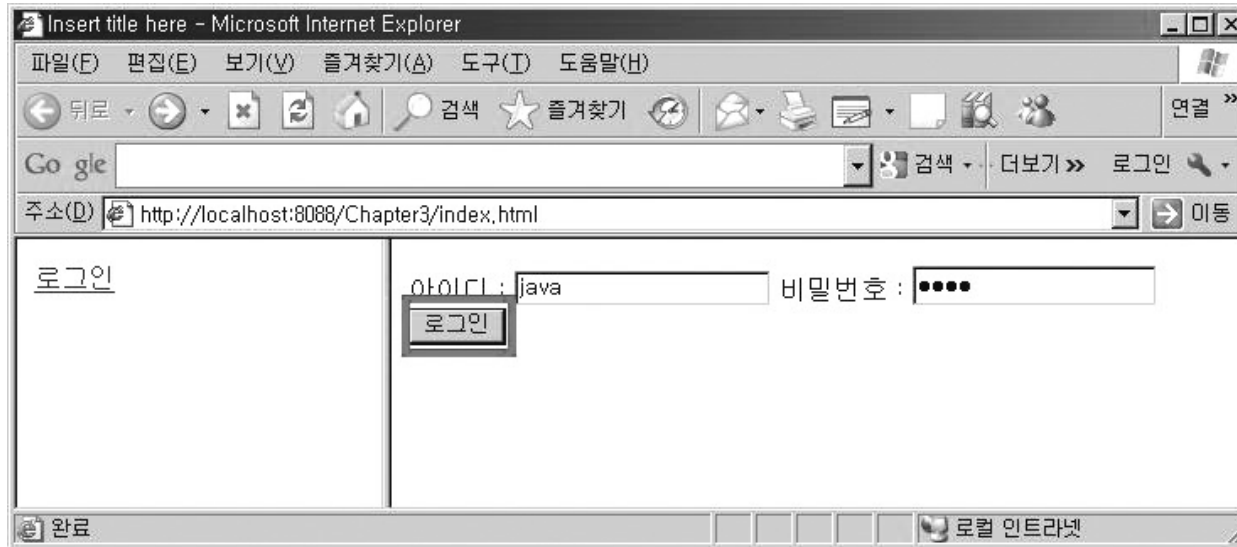 Insert title here - Microsoft Internet Explorer
파일(F) 편집(E) 보기(V) 즐겨찾기(A) 도구(T) 도움말(H)
뒤로 검색 즐겨찾기 연결 »
Go gle 검색 더보기 » 로그인
주소(D) http://localhost:8088/Chapter3/index.html 이동
로그인
아이디 : java 비밀번호 : ●●●●
로그인
완료 로컬 인트라넷